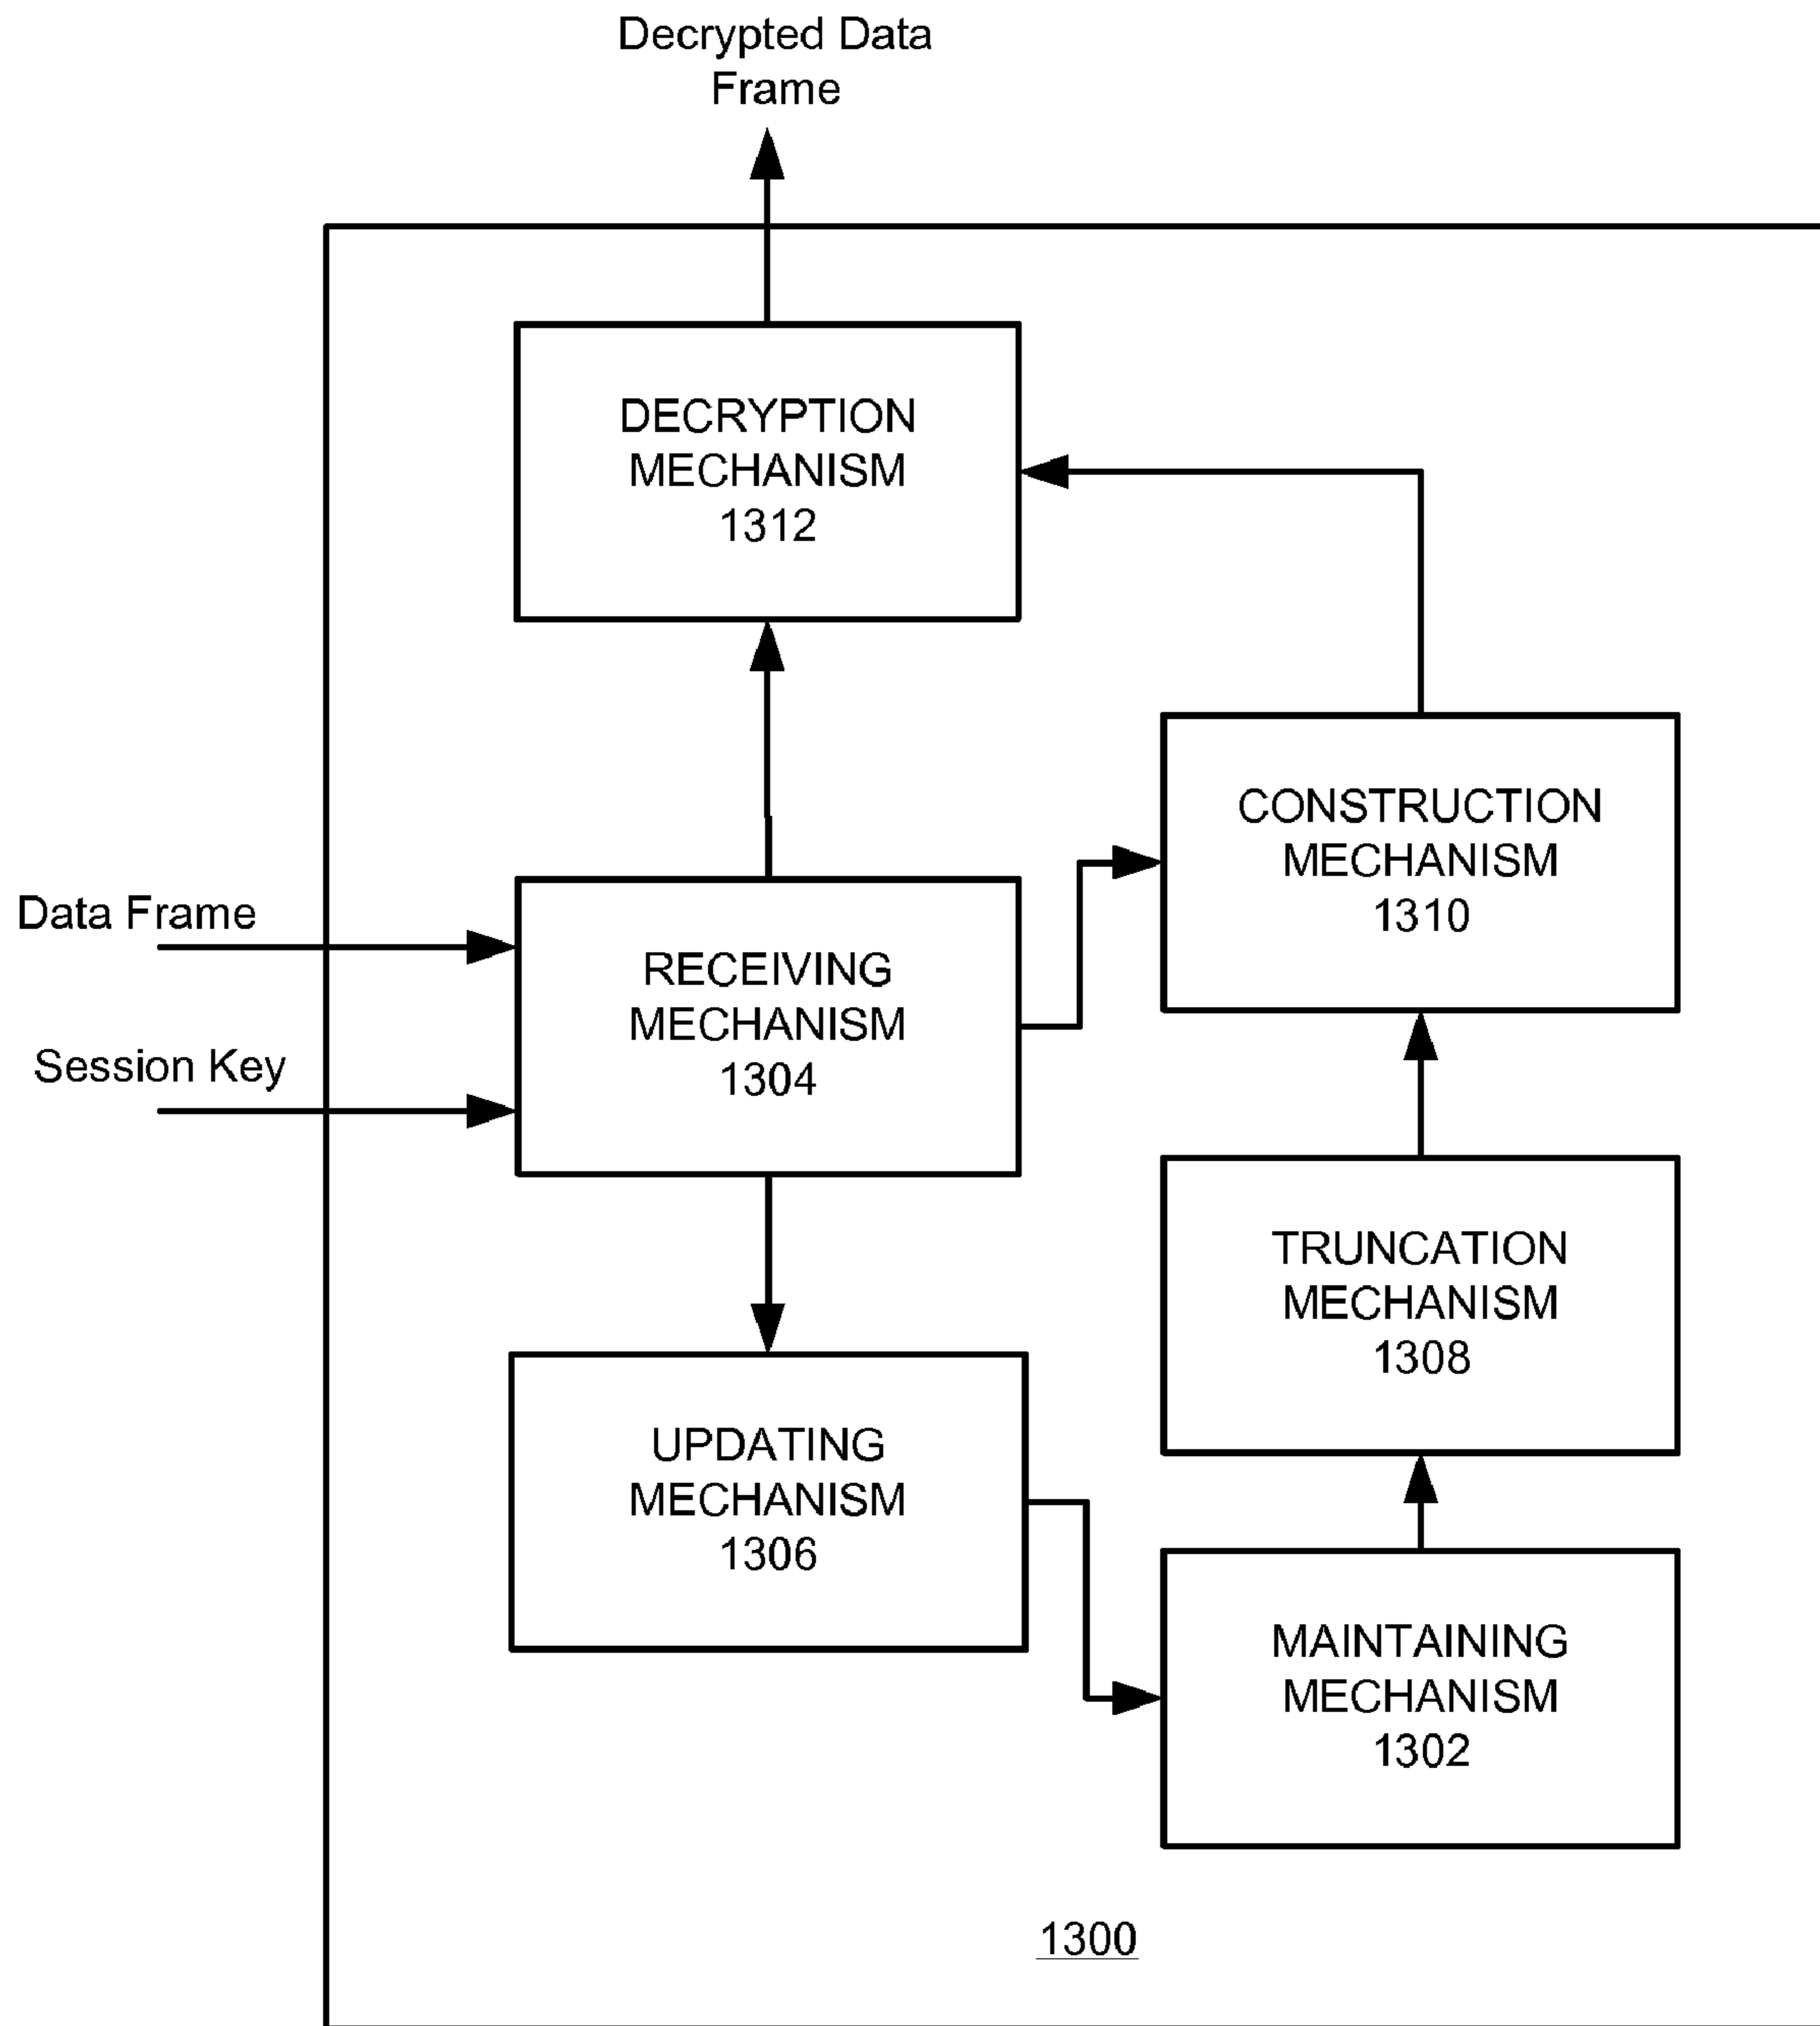 Decrypted Data
Frame
DECRYPTION
MECHANISM
1312
CONSTRUCTION
MECHANISM
1310
Data Frame
RECEIVING
MECHANISM
1304
Session Key
TRUNCATION
MECHANISM
1308
UPDATING
MECHANISM
1306
MAINTAINING
MECHANISM
1302
1300